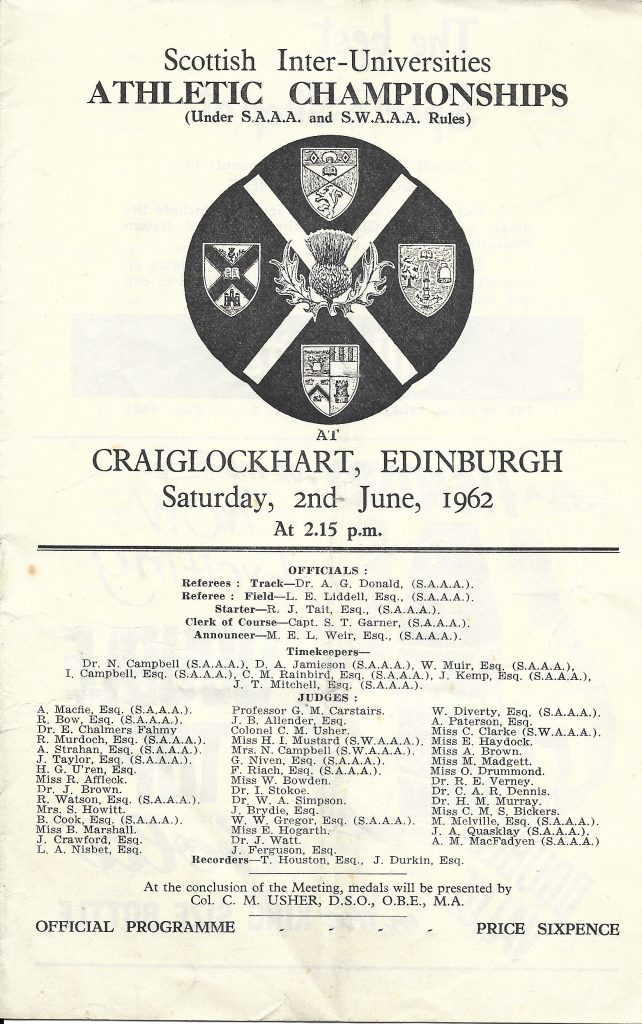 Scottish Inter-Universities
ATHLETIC CHAMPIONSHIPS
(Under S.A.A.A. and S.W.A.A.A. Rules)
AT
CRAIGLOCKHART, EDINBURGH
Saturday, 2nd June, 1962
At 2.15 p.m.
OFFICIALS :
Referees : Track—Dr. A. G. Donald, (S.A.A.A.).
Referee : Field—L. E. Liddell, Esq., (S.A.A.A.).
Starter—R. J. Tait, Esq., (S.A.A.A.).
Clerk of Course—Capt. S. T. Garner, (S.A.A.A.).
Announcer—M. E. L. Weir, Esq., (S.A.A.A.).
Timekeepers—
Dr. N. Campbell (S.A.A.A.), D. A. Jamieson (S.A.A.A.), W. Muir, Esq. (S.A.A.A.),
I. Campbell, Esq. (S.A.A.A.), C. M. Rainbird, Esq. (S.A.A.A.), J. Kemp, Esq. (S.A.A.A.),
J. T. Mitchell, Esq. (S.A.A.A.).
JUDGES :
A. Macfie, Esq. (S.A.A.A.).
R. Bow, Esq. (S.A.A.A.).
Dr. E. Chalmers Fahmy
R. Murdoch, Esq. (S.A.A.A.).
A. Strahan, Esq. (S.A.A.A.).
J. Taylor, Esq. (S.A.A.A.).
H. G. U'ren, Esq.
Miss R. Affleck.
Dr. J. Brown.
R. Watson, Esq. (S.A.A.A.).
Mrs. S. Howitt.
B. Cook, Esq. (S.A.A.A.).
Miss B. Marshall.
J. Crawford, Esq.
L. A. Nisbet, Esq.
Professor G. M. Carstairs.
J. B. Allender, Esq.
Colonel C. M. Usher.
Miss H. I. Mustard (S.W.A.A.A.).
Mrs. N. Campbell (S.W.A.A.A.).
G. Niven, Esq. (S.A.A.A.).
F. Riach, Esq. (S.A.A.A.).
Miss W. Bowden.
Dr. I. Stokoe.
Dr. W. A. Simpson.
J. Brydie, Esq.
W. W. Gregor, Esq. (S.A.A.A.).
Miss E. Hogarth.
Dr. J. Watt.
J. Ferguson, Esq.
W. Diverty, Esq. (S.A.A.A.).
A. Paterson, Esq.
Miss C. Clarke (S.W.A.A.A.).
Miss E. Haydock.
Miss A. Brown.
Miss M. Madgett.
Miss O. Drummond.
Dr. R. E. Verney.
Dr. C. A. R. Dennis.
Dr. H. M. Murray.
Miss C. M. S. Bickers.
M. Melville, Esq. (S.A.A.A.).
J. A. Quasklay (S.A.A.A.).
A. M. MacFadyen (S.A.A.A.)
Recorders—T. Houston, Esq., J. Durkin, Esq.
At the conclusion of the Meeting, medals will be presented by
Col. C. M. USHER, D.S.O., O.B.E., M.A.
OFFICIAL PROGRAMME - - - - PRICE SIXPENCE